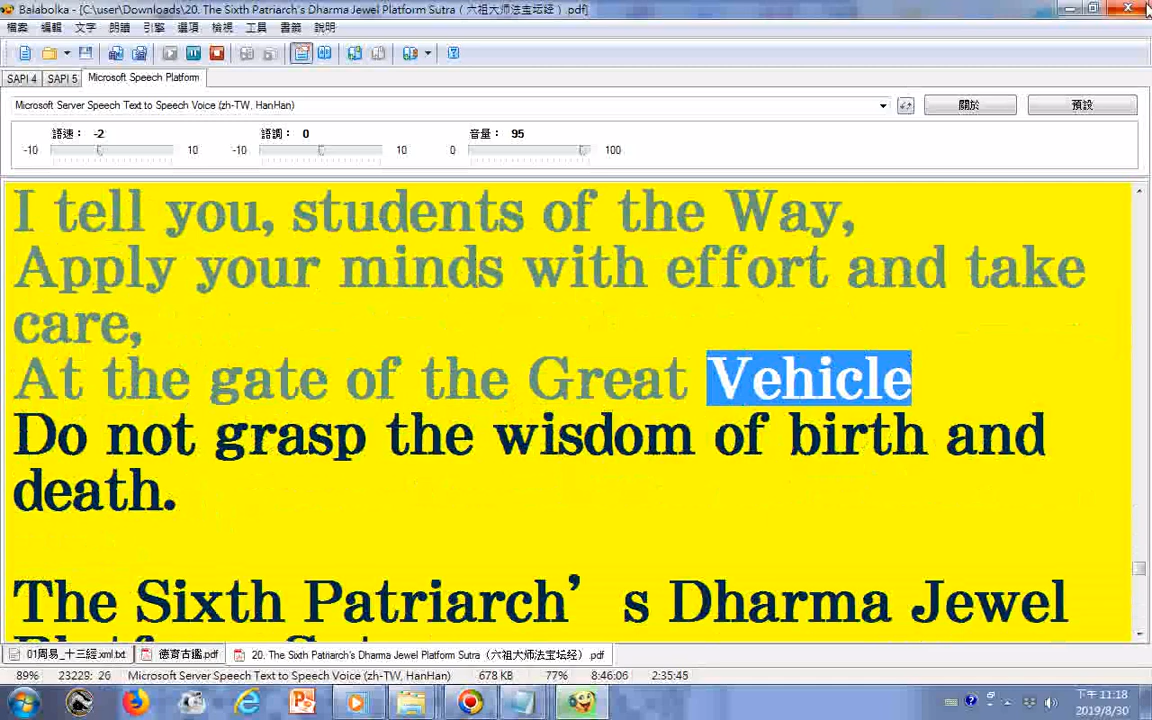 Balabolka - [C:\user\Downloads\20. The Sixth Patriarch's Dharma Jewel Platform Sutra（六祖大师法宝坛经）.pdf]
檔案 編輯 文字 朗讀 引擎 選項 檢視 工具 書籤 說明
SAPI 4 SAPI 5 Microsoft Speech Platform
Microsoft Server Speech Text to Speech Voice (zh-TW, HanHan) 關於 預設
語速： -2 語調： 0 音量： 95
-10 10 -10 10 0 100
I tell you, students of the Way,
Apply your minds with effort and take
care,
At the gate of the Great Vehicle
Do not grasp the wisdom of birth and
death.
The Sixth Patriarch’s Dharma Jewel
Platform Sutra
01周易_十三經.xml.txt 德育古鑑.pdf 20. The Sixth Patriarch's Dharma Jewel Platform Sutra（六祖大师法宝坛经）.pdf
89% 23223: 26 Microsoft Server Speech Text to Speech Voice (zh-TW, HanHan) 678 KB 77% 8:46:06 2:35:45
下午 11:18
2019/8/30